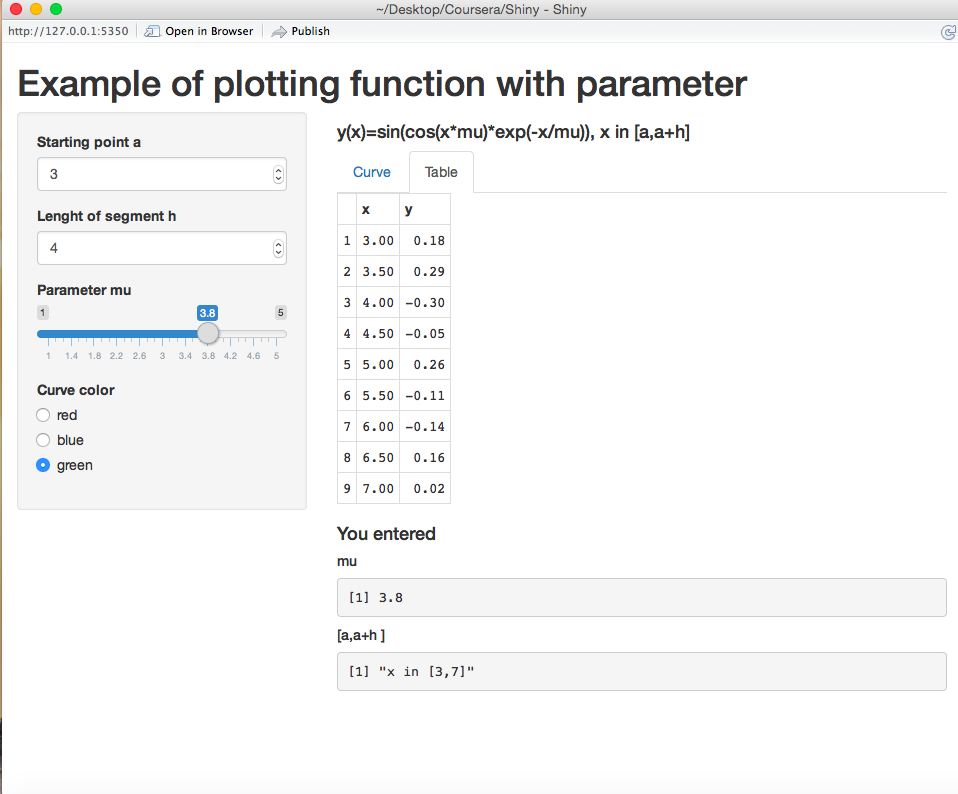 ~/Desktop/Coursera/Shiny - Shiny
http://127.0.0.1:5350 Open in Browser Publish
Example of plotting function with parameter
Starting point a
3
Lenght of segment h
4
Parameter mu
1 3.8 5
1 1.4 1.8 2.2 2.6 3 3.4 3.8 4.2 4.6 5
Curve color
red
blue
green
y(x)=sin(cos(x*mu)*exp(-x/mu)), x in [a,a+h]
Curve Table
x y
1 3.00 0.18
2 3.50 0.29
3 4.00 -0.30
4 4.50 -0.05
5 5.00 0.26
6 5.50 -0.11
7 6.00 -0.14
8 6.50 0.16
9 7.00 0.02
You entered
mu
[1] 3.8
[a,a+h ]
[1] "x in [3,7]"